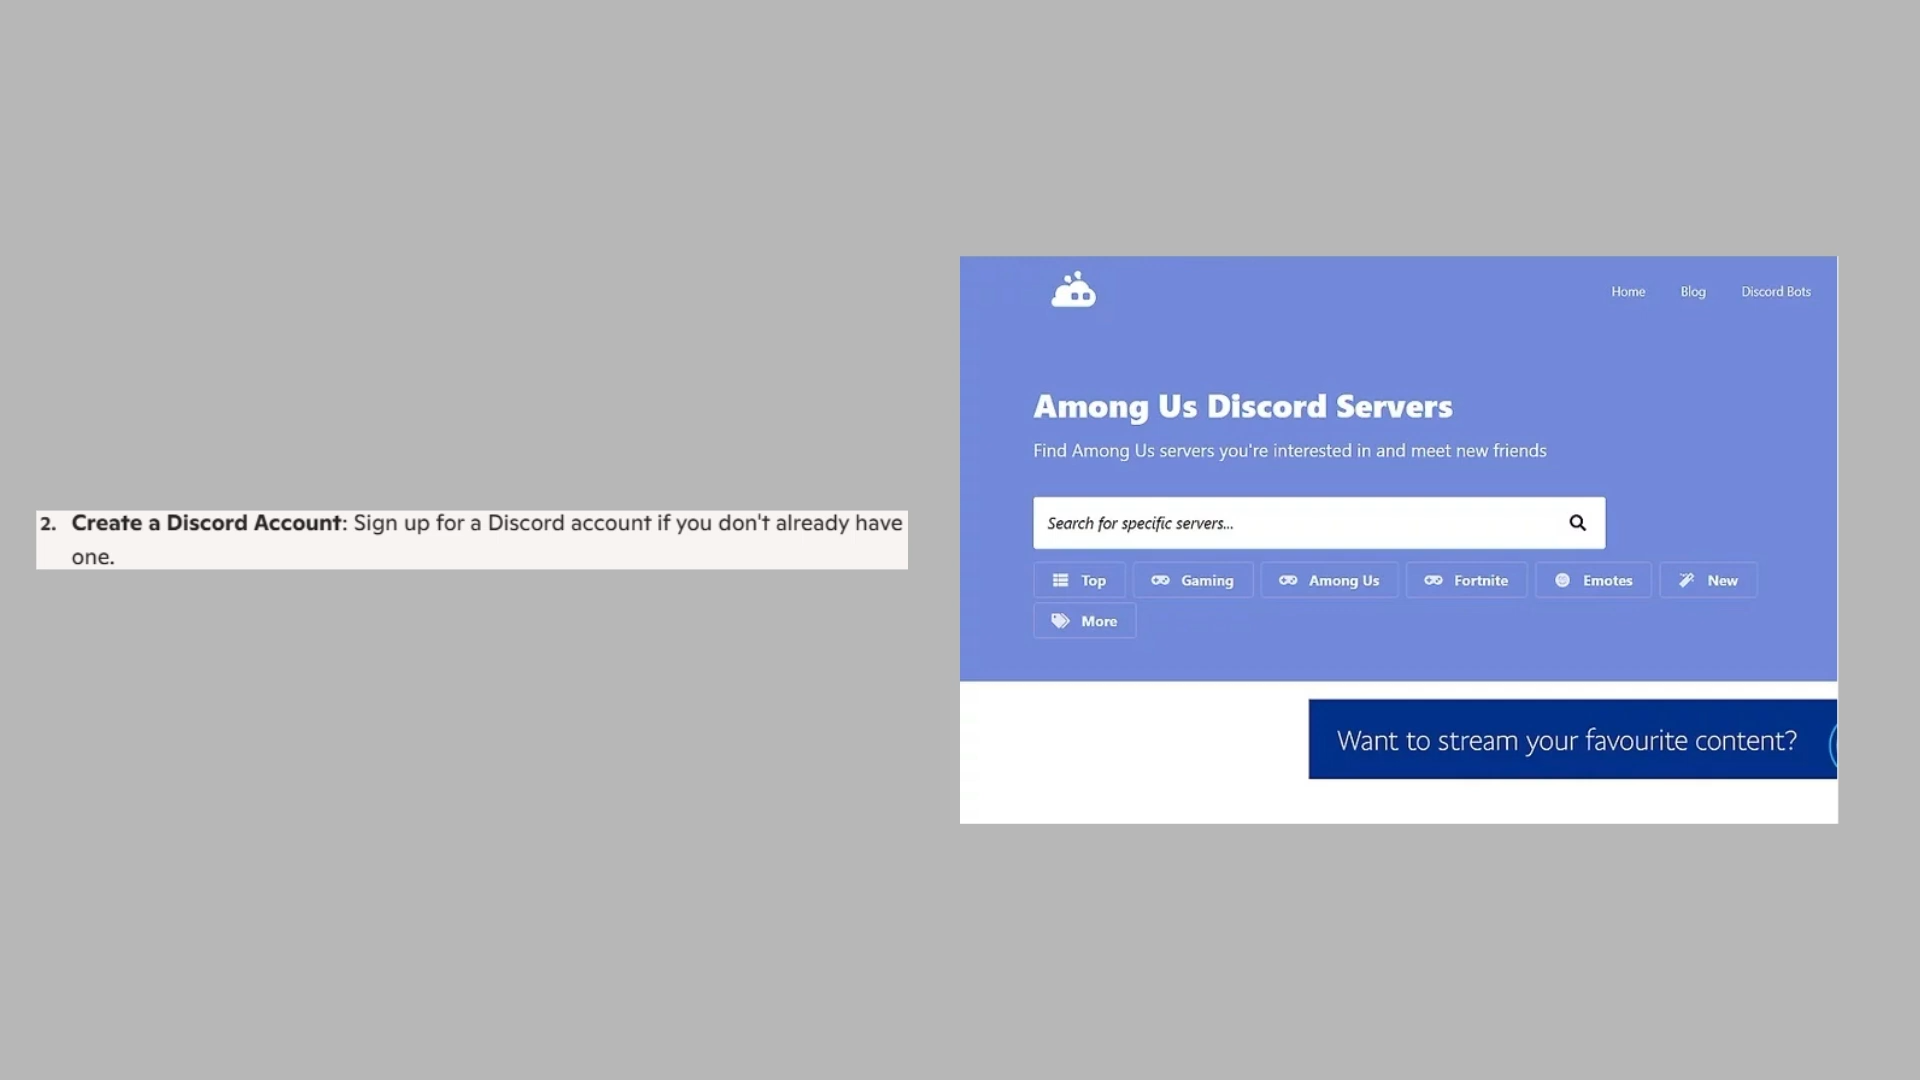 2. Create a Discord Account: Sign up for a Discord account if you don't already have
one.
Home Blog Discord Bots
Among Us Discord Servers
Find Among Us servers you're interested in and meet new friends
Search for specific servers...
Top Gaming Among Us Fortnite Emotes New
More
Want to stream your favourite content?